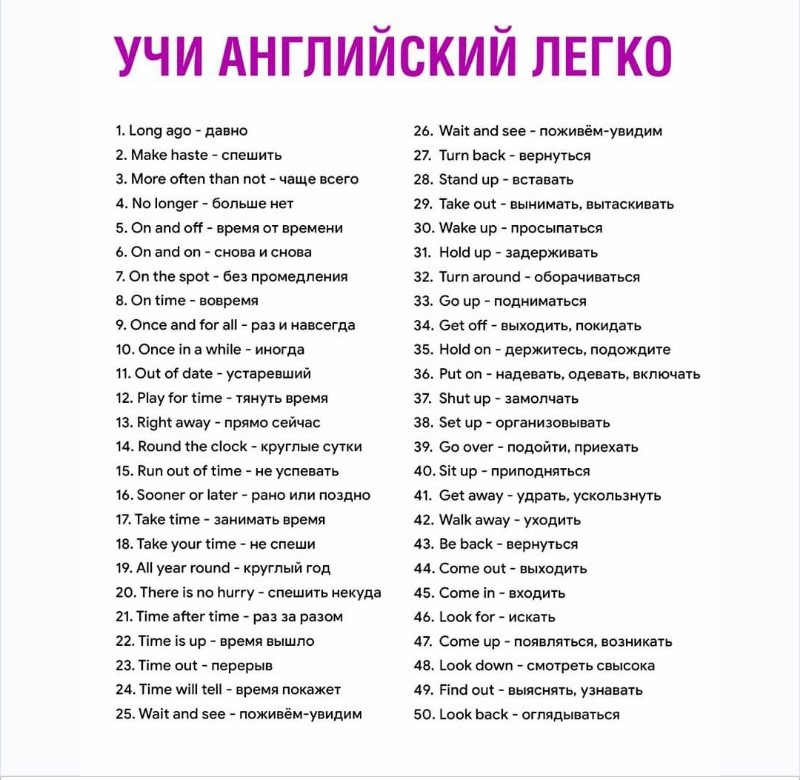 УЧИ АНГЛИЙСКИЙ ЛЕГКО
1. Long ago - давно
2. Make haste - спешить
3. More often than not - чаще всего
4. No longer - больше нет
5. On and off - время от времени
6. On and on - снова и снова
7. On the spot - без промедления
8. On time - вовремя
9. Once and for all - раз и навсегда
10. Once in a while - иногда
11. Out of date - устаревший
12. Play for time - тянуть время
13. Right away - прямо сейчас
14. Round the clock - круглые сутки
15. Run out of time - не успевать
16. Sooner or later - рано или поздно
17. Take time - занимать время
18. Take your time - не спеши
19. All year round - круглый год
20. There is no hurry - спешить некуда
21. Time after time - раз за разом
22. Time is up - время вышло
23. Time out - перерыв
24. Time will tell - время покажет
25. Wait and see - поживём-увидим
26. Wait and see - поживём-увидим
27. Turn back - вернуться
28. Stand up - вставать
29. Take out - вынимать, вытаскивать
30. Wake up - просыпаться
31. Hold up - задерживать
32. Turn around - оборачиваться
33. Go up - подниматься
34. Get off - выходить, покидать
35. Hold on - держитесь, подождите
36. Put on - надевать, одевать, включать
37. Shut up - замолчать
38. Set up - организовывать
39. Go over - подойти, приехать
40. Sit up - приподняться
41. Get away - удрать, ускользнуть
42. Walk away - уходить
43. Be back - вернуться
44. Come out - выходить
45. Come in - входить
46. Look for - искать
47. Come up - появляться, возникать
48. Look down - смотреть свысока
49. Find out - выяснять, узнавать
50. Look back - оглядываться